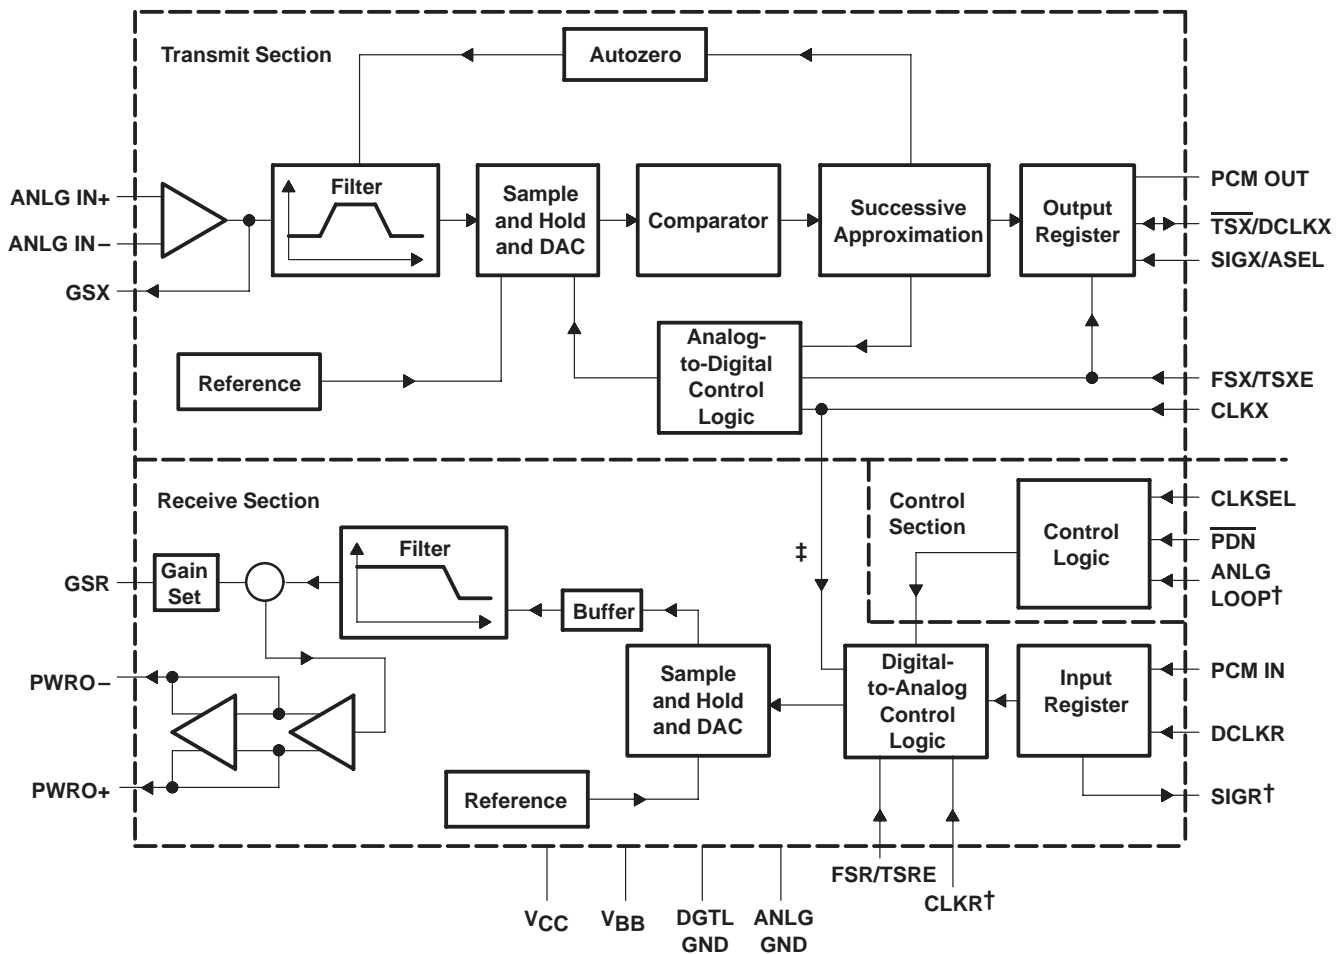 Transmit Section
Autozero
ANLG IN+
ANLG IN–
GSX
Filter
Sample
and Hold
and DAC
Comparator
Successive
Approximation
Output
Register
PCM OUT
TSX/DCLKX
SIGX/ASEL
Reference
Analog-
to-Digital
Control
Logic
FSX/TSXE
CLKX
Receive Section
Control
Section
Control
Logic
CLKSEL
PDN
ANLG
LOOP†
‡
GSR
Gain
Set
Filter
Buffer
PWRO–
PWRO+
Sample
and Hold
and DAC
Reference
Digital-
to-Analog
Control
Logic
Input
Register
PCM IN
DCLKR
SIGR†
FSR/TSRE
CLKR†
VCC
VBB
DGTL
GND
ANLG
GND